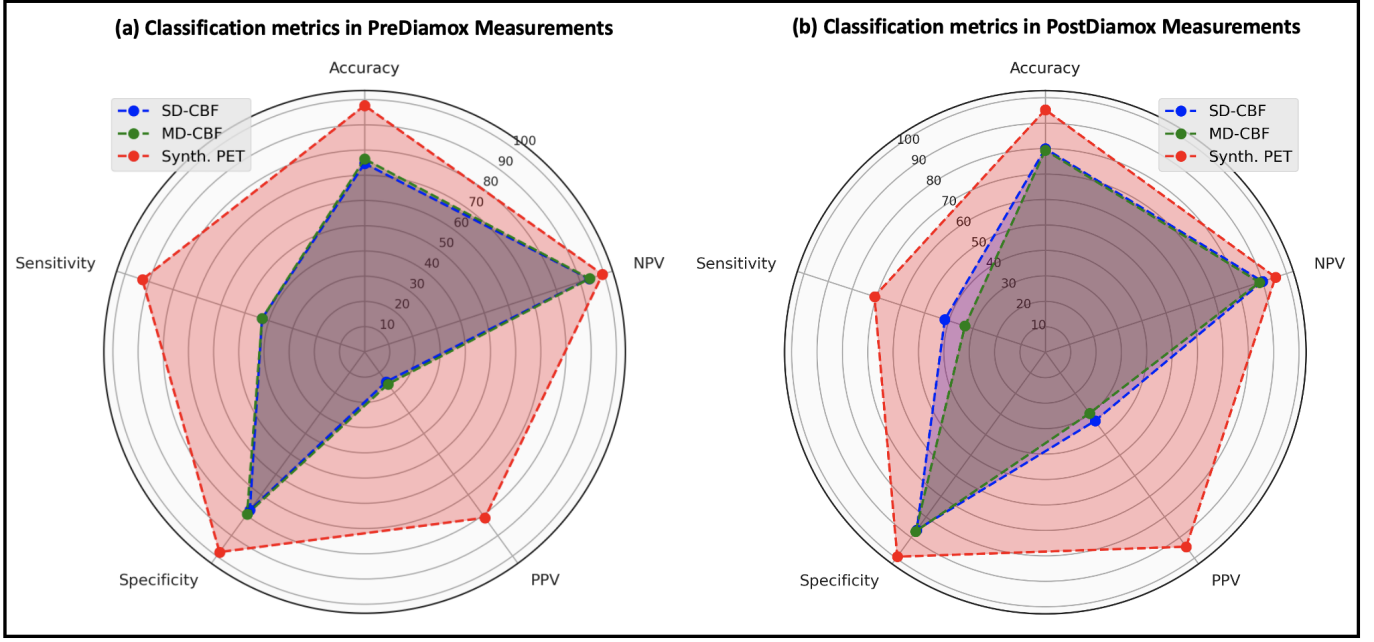 (a) Classification metrics in PreDiamox Measurements
Accuracy
SD-CBF
MD-CBF
Synth. PET
100
90
80
70
60
50
40
30
20
10
Sensitivity
NPV
Specificity
PPV
(b) Classification metrics in PostDiamox Measurements
Accuracy
SD-CBF
MD-CBF
Synth. PET
100
90
80
70
60
50
40
30
20
10
Sensitivity
NPV
Specificity
PPV